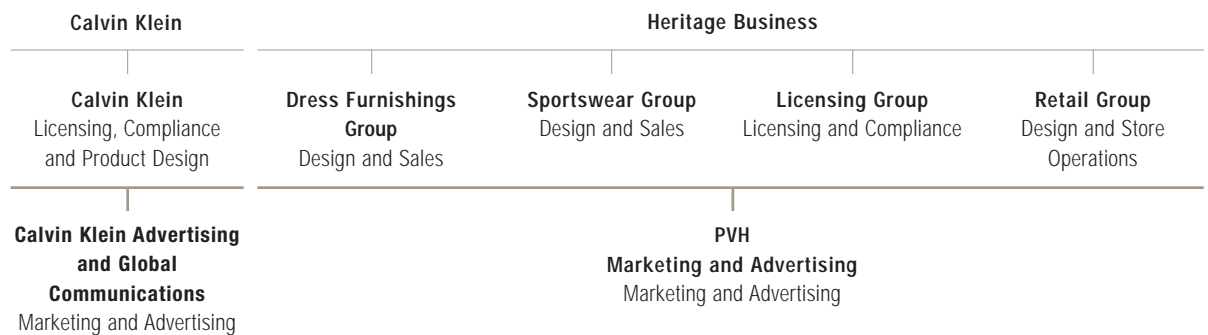 Calvin Klein
Heritage Business
Calvin Klein
Licensing, Compliance
and Product Design
Dress Furnishings
Group
Design and Sales
Sportswear Group
Design and Sales
Licensing Group
Licensing and Compliance
Retail Group
Design and Store
Operations
Calvin Klein Advertising
and Global
Communications
Marketing and Advertising
PVH
Marketing and Advertising
Marketing and Advertising